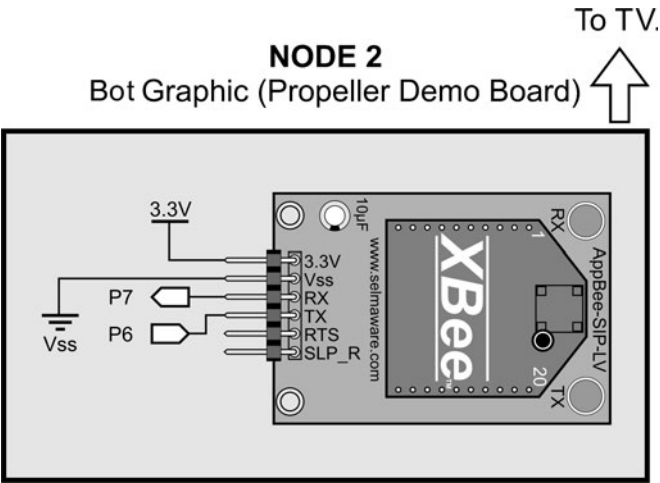 To TV.
NODE 2
Bot Graphic (Propeller Demo Board)
3.3V
Vss
P7
P6
3.3V
Vss
RX
TX
RTS
SLP_R
10µF
www.selmaware.com
XBee™
1
20
RX
TX
AppBee-SIP-LV